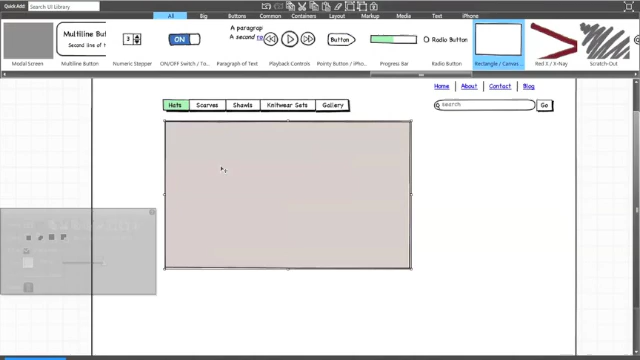 Quick Add: Search UI Library
All Big Buttons Common Containers Layout Markup Media Text iPhone
Multiline But
Second line of t
3
ON
A paragrap
A second
Button
Radio Button
Modal Screen Multiline Button Numeric Stepper ON/OFF Switch / To... Paragraph of Text Playback Controls Pointy Button / iPho... Progress Bar Radio Button Rectangle / Canvas... Red X / X-Ray Scratch-Out
Home About Contact Blog
Hats Scarves Shawls Knitwear Sets Gallery
search Go